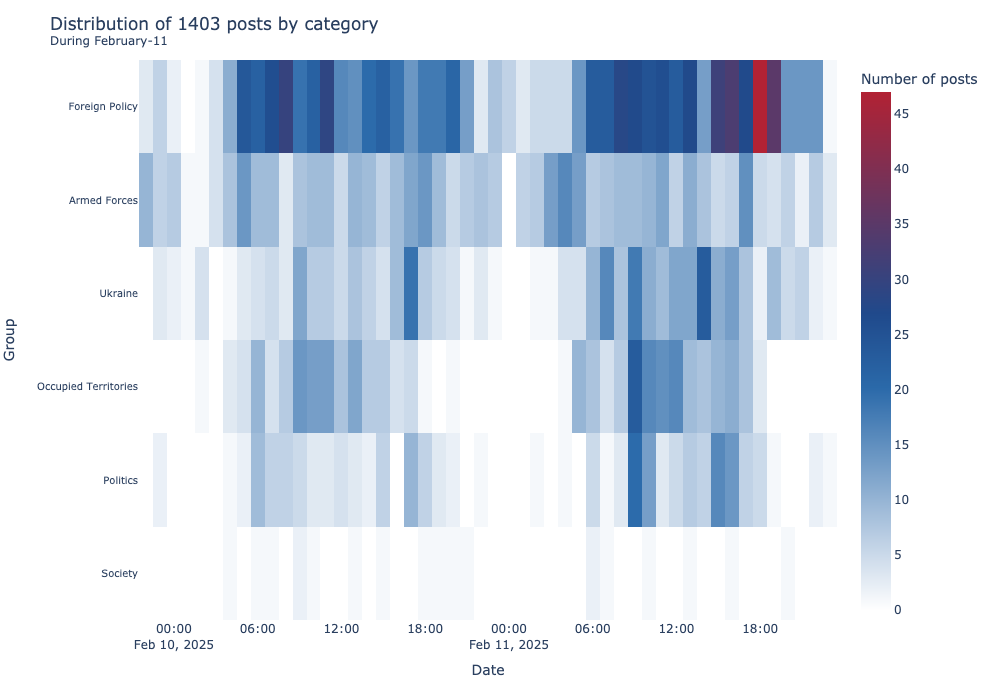 Distribution of 1403 posts by category
During February-11
Number of posts
Foreign Policy
Armed Forces
Ukraine
Occupied Territories
Politics
Society
Group
45
40
35
30
25
20
15
10
5
0
00:00 06:00 12:00 18:00 00:00 06:00 12:00 18:00
Feb 10, 2025 Feb 11, 2025
Date